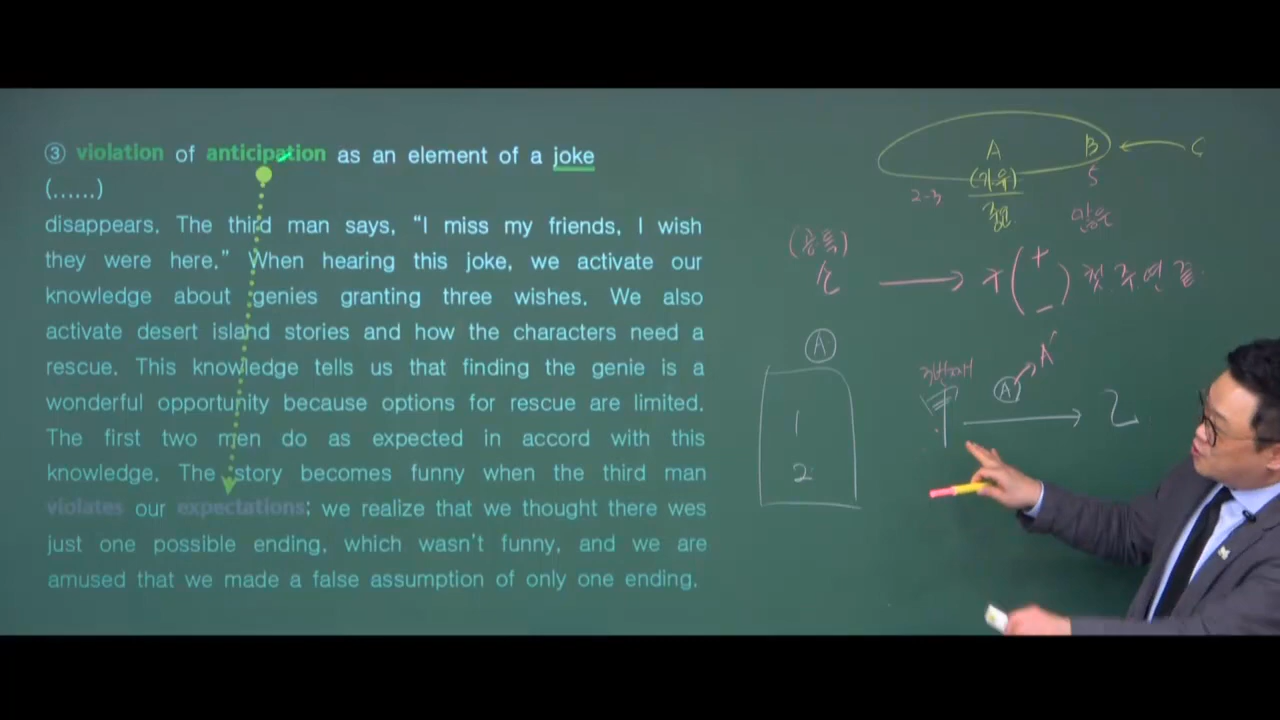 ③ violation of anticipation as an element of a joke
(......)
disappears. The third man says, “I miss my friends, I wish
they were here.” When hearing this joke, we activate our
knowledge about genies granting three wishes. We also
activate desert island stories and how the characters need a
rescue. This knowledge tells us that finding the genie is a
wonderful opportunity because options for rescue are limited.
The first two men do as expected in accord with this
knowledge. The story becomes funny when the third man
violates our expectations; we realize that we thought there wes
just one possible ending, which wasn't funny, and we are
amused that we made a false assumption of only one ending.
A B
2-3
(공통)
+
-
A
1
2
A A'